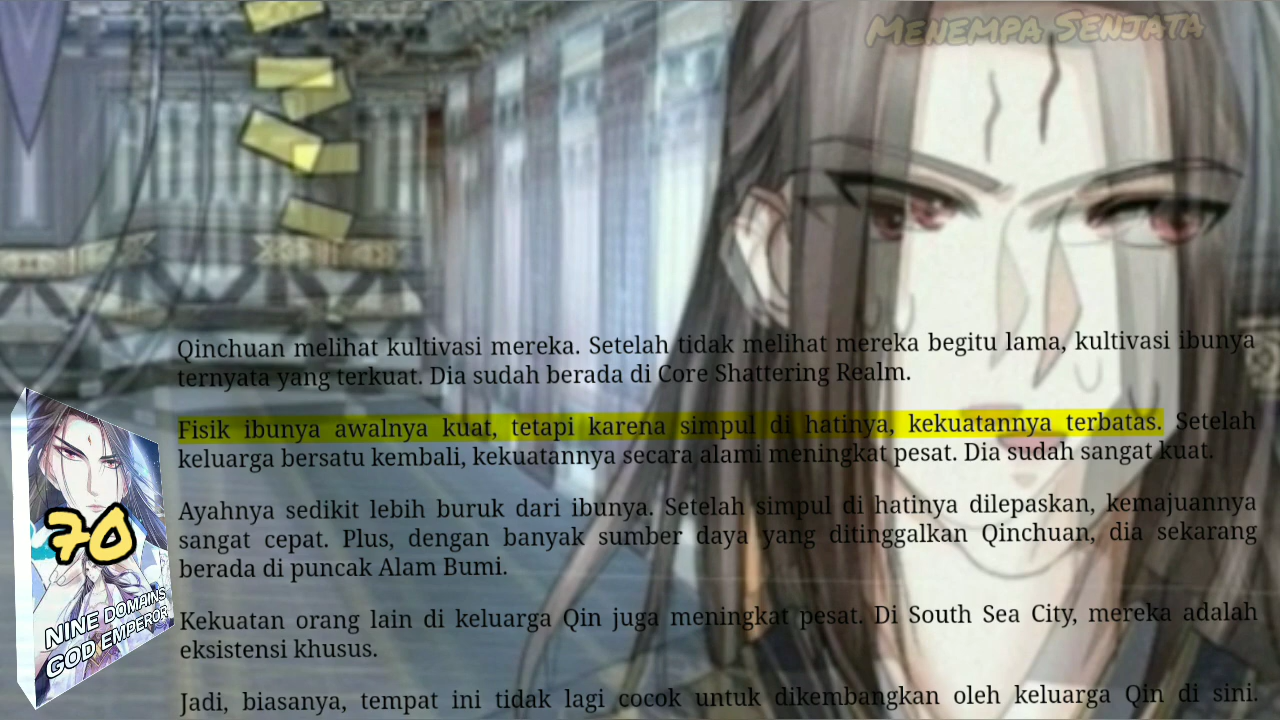 Menempa Senjata
Qinchuan melihat kultivasi mereka. Setelah tidak melihat mereka begitu lama, kultivasi ibunya
ternyata yang terkuat. Dia sudah berada di Core Shattering Realm.
Fisik ibunya awalnya kuat, tetapi karena simpul di hatinya, kekuatannya terbatas. Setelah
keluarga bersatu kembali, kekuatannya secara alami meningkat pesat. Dia sudah sangat kuat.
Ayahnya sedikit lebih buruk dari ibunya. Setelah simpul di hatinya dilepaskan, kemajuannya
sangat cepat. Plus, dengan banyak sumber daya yang ditinggalkan Qinchuan, dia sekarang
berada di puncak Alam Bumi.
Kekuatan orang lain di keluarga Qin juga meningkat pesat. Di South Sea City, mereka adalah
eksistensi khusus.
Jadi, biasanya, tempat ini tidak lagi cocok untuk dikembangkan oleh keluarga Qin di sini.
70
NINE DOMAINS
GOD EMPEROR